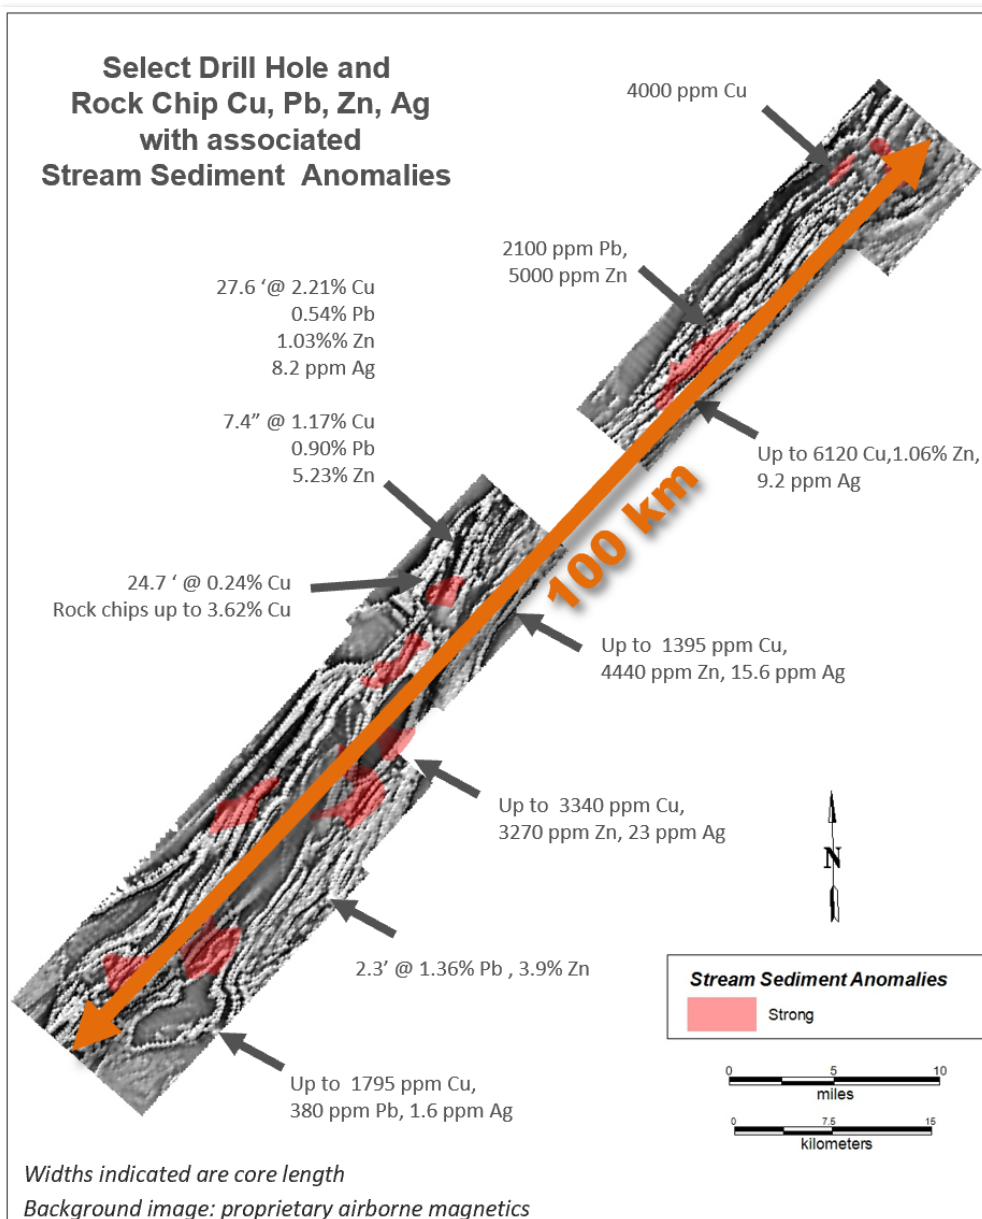 Select Drill Hole and
Rock Chip Cu, Pb, Zn, Ag
with associated
Stream Sediment Anomalies
4000 ppm Cu
2100 ppm Pb,
5000 ppm Zn
27.6 ‘@ 2.21% Cu
0.54% Pb
1.03%% Zn
8.2 ppm Ag
7.4” @ 1.17% Cu
0.90% Pb
5.23% Zn
Up to 6120 Cu,1.06% Zn,
9.2 ppm Ag
100 km
24.7 ‘ @ 0.24% Cu
Rock chips up to 3.62% Cu
Up to 1395 ppm Cu,
4440 ppm Zn, 15.6 ppm Ag
Up to 3340 ppm Cu,
3270 ppm Zn, 23 ppm Ag
N
2.3’ @ 1.36% Pb , 3.9% Zn
Stream Sediment Anomalies
Strong
0 5 10
miles
0 7.5 15
kilometers
Up to 1795 ppm Cu,
380 ppm Pb, 1.6 ppm Ag
Widths indicated are core length
Background image: proprietary airborne magnetics